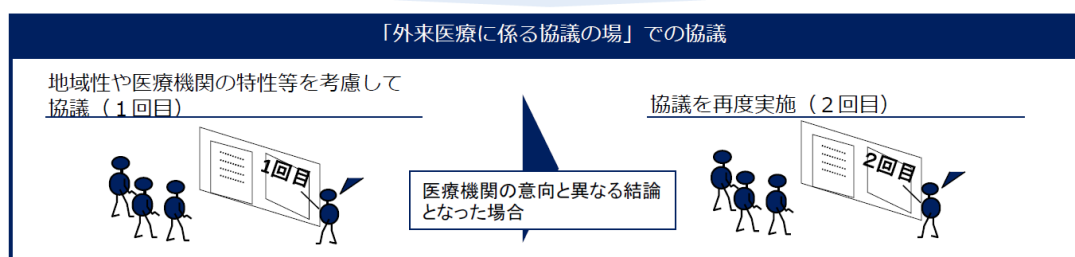 「外来医療に係る協議の場」での協議
地域性や医療機関の特性等を考慮して
協議（１回目）
1回目
医療機関の意向と異なる結論
となった場合
協議を再度実施（２回目）
2回目